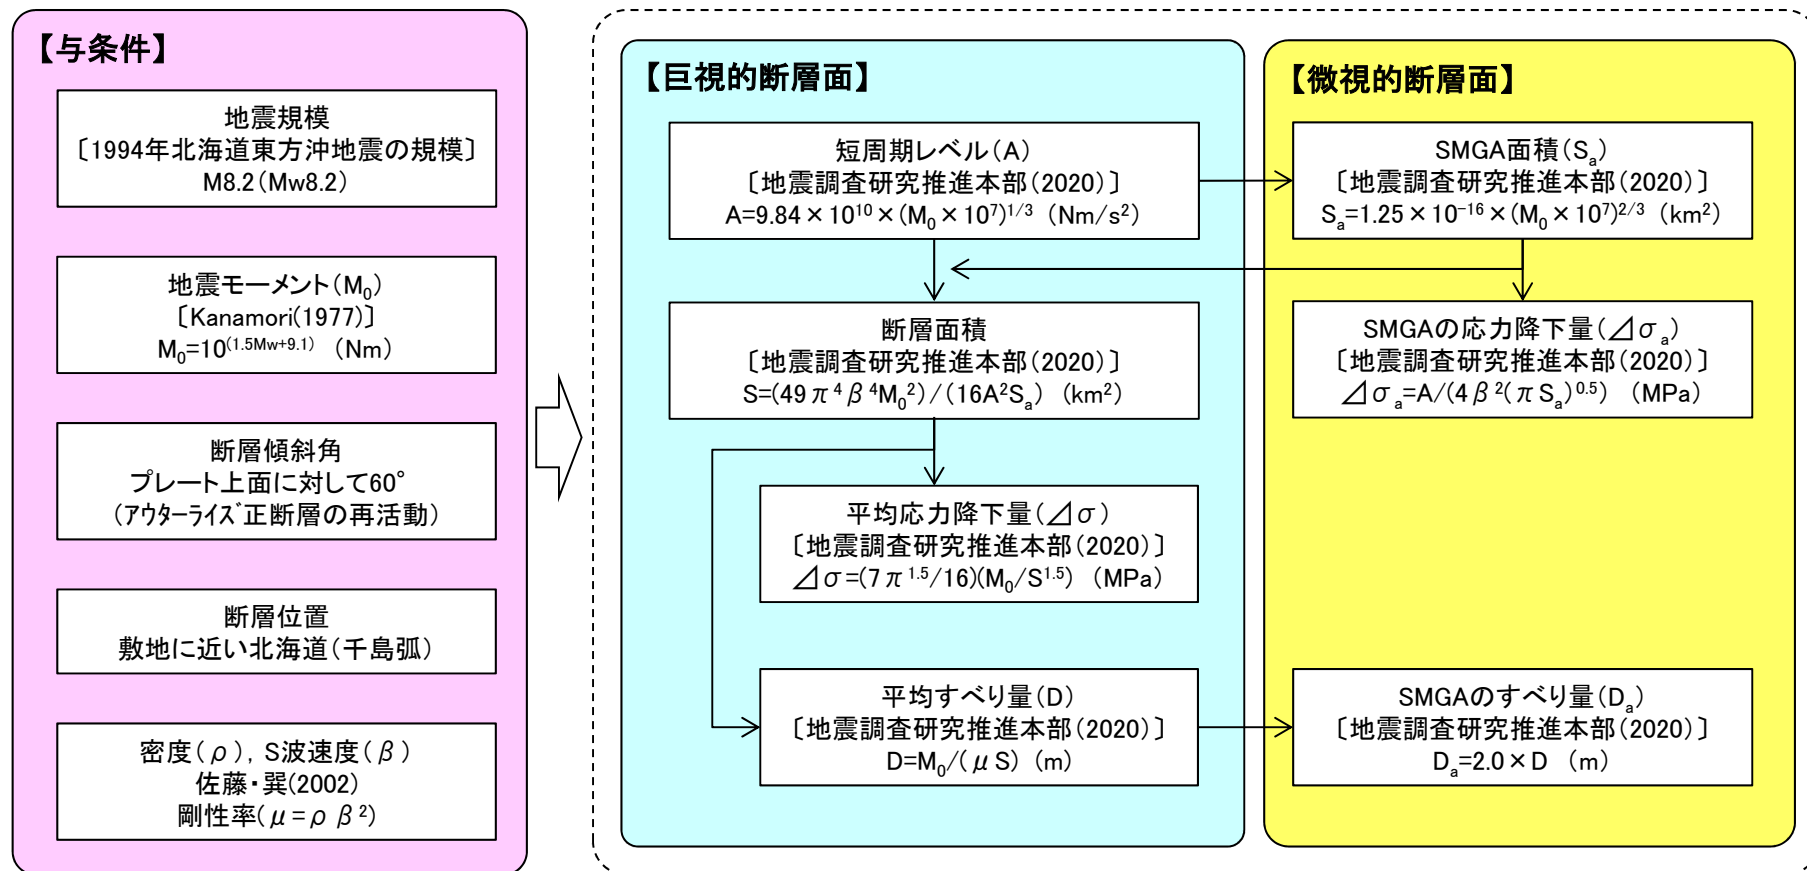 【与条件】
地震規模
〔1994年北海道東方沖地震の規模〕
M8.2(Mw8.2)
地震モーメント(M₀)
〔Kanamori(1977)〕
M₀=10^(1.5Mw+9.1) (Nm)
断層傾斜角
プレート上面に対して60°
(アウターライズ正断層の再活動)
断層位置
敷地に近い北海道(千島弧)
密度(ρ),S波速度(β)
佐藤・巽(2002)
剛性率(μ=ρβ²)
【巨視的断層面】
短周期レベル(A)
〔地震調査研究推進本部(2020)〕
A=9.84×10¹⁰×(M₀×10⁷)^1/3 (Nm/s²)
断層面積
〔地震調査研究推進本部(2020)〕
S=(49π⁴β⁴M₀²)/(16A²Sₐ) (km²)
平均応力降下量(⊿σ)
〔地震調査研究推進本部(2020)〕
⊿σ=(7π^1.5/16)(M₀/S^1.5) (MPa)
平均すべり量(D)
〔地震調査研究推進本部(2020)〕
D=M₀/(μS) (m)
【微視的断層面】
SMGA面積(Sₐ)
〔地震調査研究推進本部(2020)〕
Sₐ=1.25×10⁻¹⁶×(M₀×10⁷)^2/3 (km²)
SMGAの応力降下量(⊿σₐ)
〔地震調査研究推進本部(2020)〕
⊿σₐ=A/(4β²(πSₐ)^0.5) (MPa)
SMGAのすべり量(Dₐ)
〔地震調査研究推進本部(2020)〕
Dₐ=2.0×D (m)